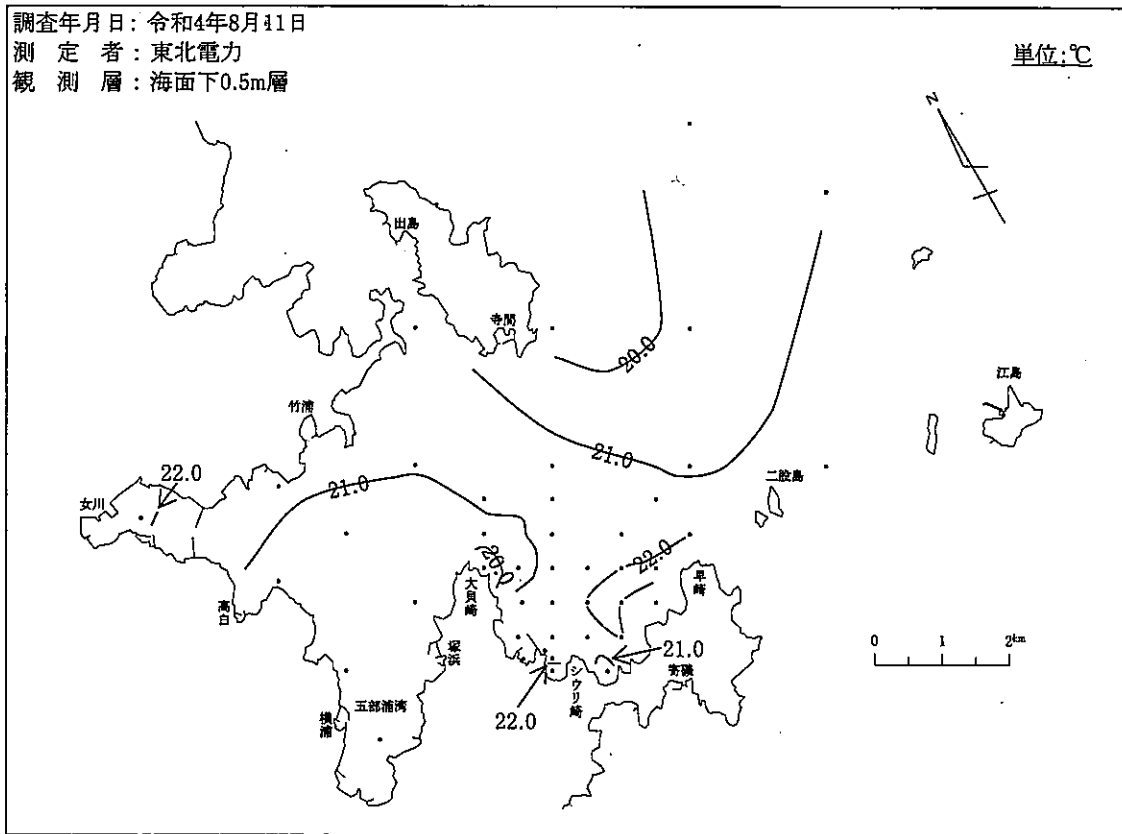 調査年月日：令和4年8月11日
測定者：東北電力
観測層：海面下0.5m層
単位：℃
N
出島
寺間
20.0
江島
竹浦
21.0
22.0
二股島
21.0
女川
22.0
20.0
早崎
大貝崎
高白
塚浜
21.0
シウリ崎
寄磯
0 1 2km
五部浦湾
横浦
22.0